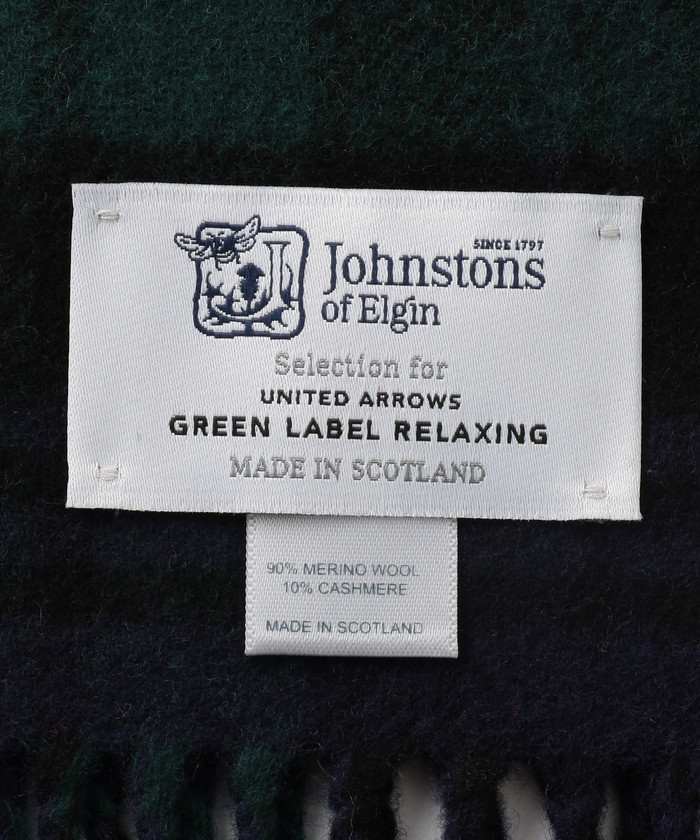 SINCE 1797
Johnstons
of Elgin
Selection for
UNITED ARROWS
GREEN LABEL RELAXING
MADE IN SCOTLAND
90% MERINO WOOL
10% CASHMERE
MADE IN SCOTLAND